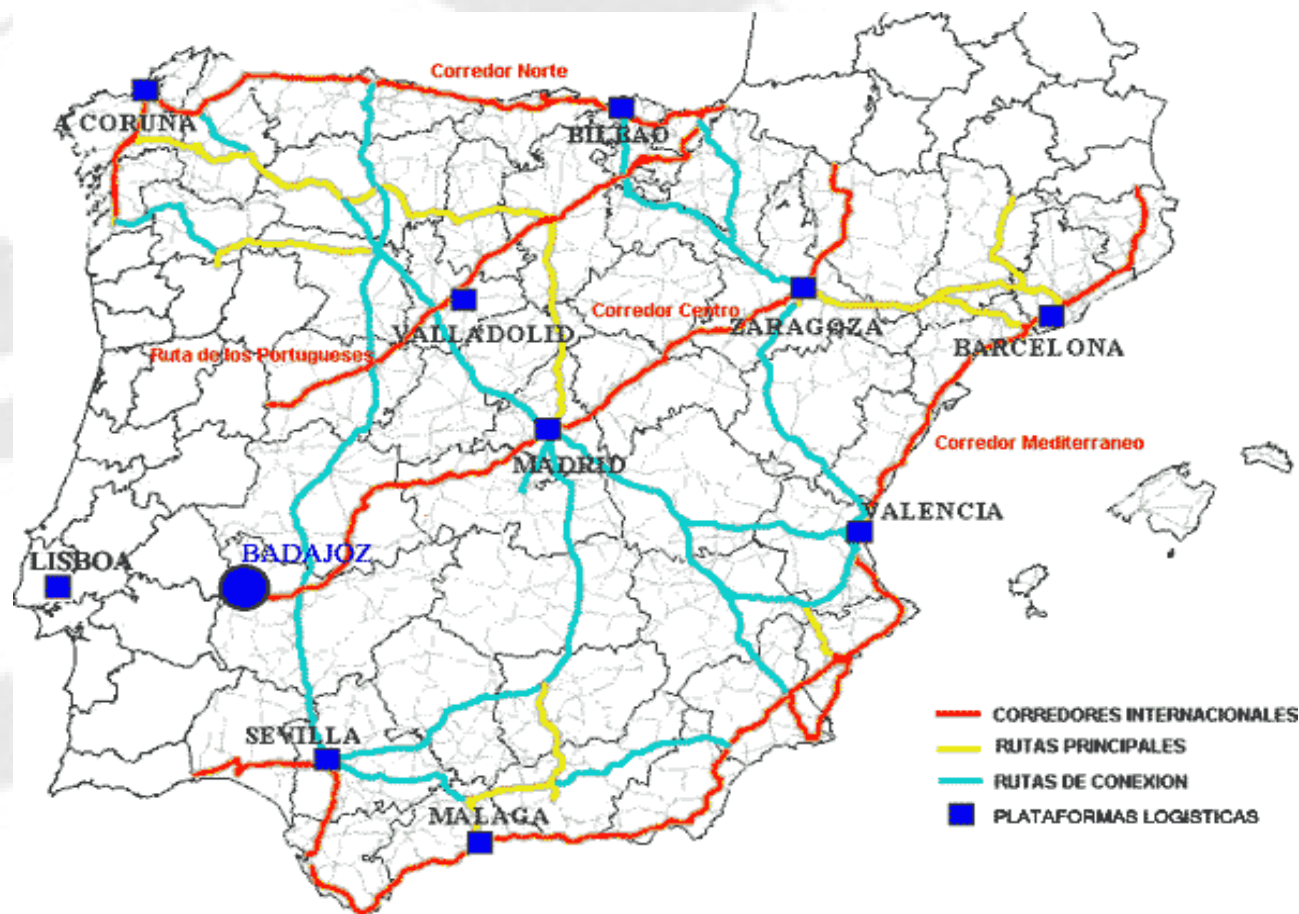 Corredor Norte
A CORUÑA
BILBAO
Corredor Centro
ZARAGOZA
VALLADOLID
BARCELONA
Ruta de los Portugueses
Corredor Mediterraneo
MADRID
VALENCIA
BADAJOZ
LISBOA
SEVILLA
MALAGA
CORREDORES INTERNACIONALES
RUTAS PRINCIPALES
RUTAS DE CONEXION
PLATAFORMAS LOGISTICAS